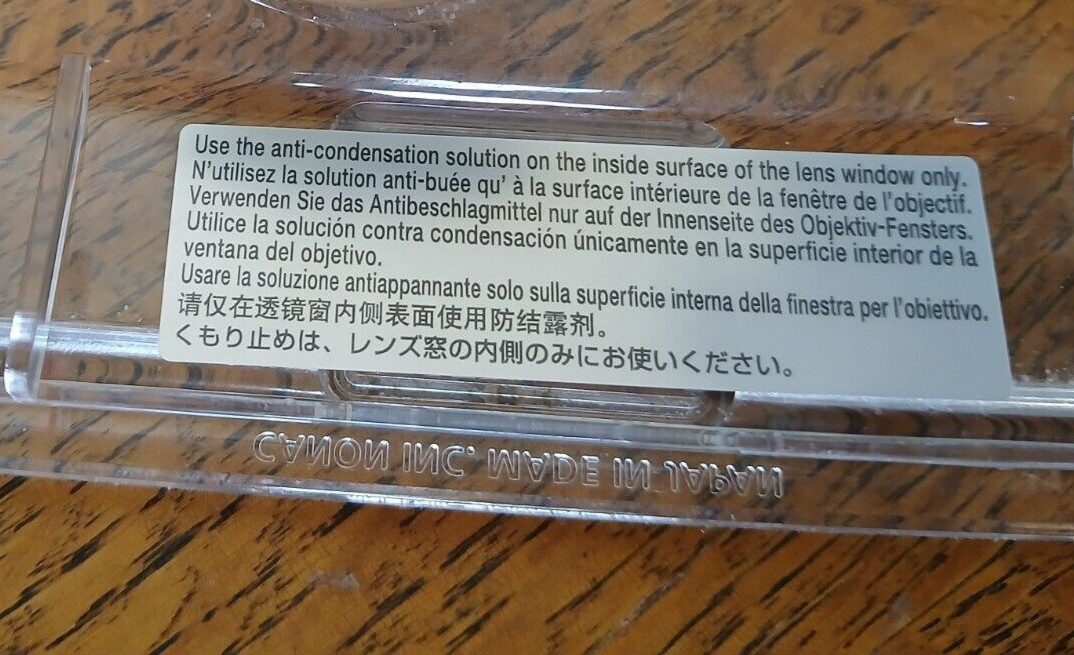 Use the anti-condensation solution on the inside surface of the lens window only.
N'utilisez la solution anti-buée qu' à la surface intérieure de la fenêtre de l'objectif.
Verwenden Sie das Antibeschlagmittel nur auf der Innenseite des Objektiv-Fensters.
Utilice la solución contra condensación únicamente en la superficie interior de la
ventana del objetivo.
Usare la soluzione antiappannante solo sulla superficie interna della finestra per l'obiettivo.
请仅在透镜窗内侧表面使用防结露剂。
くもり止めは、レンズ窓の内側のみにお使いください。
CANON INC. MADE IN JAPAN